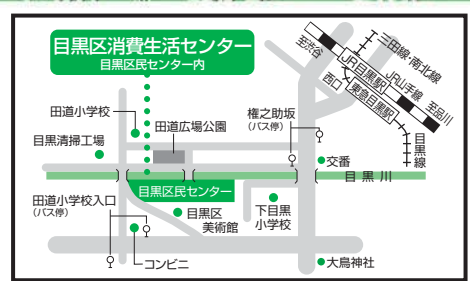 目黒区消費生活センター
目黒区民センター内
至渋谷
三田線・南北線
JR目黒駅
JR山手線
至品川
西口
東急目黒駅
目黒線
田道小学校
田道広場公園
権之助坂
(バス停)
目黒清掃工場
交番
目黒川
目黒区民センター
田道小学校入口
(バス停)
目黒区
美術館
下目黒
小学校
コンビニ
大鳥神社